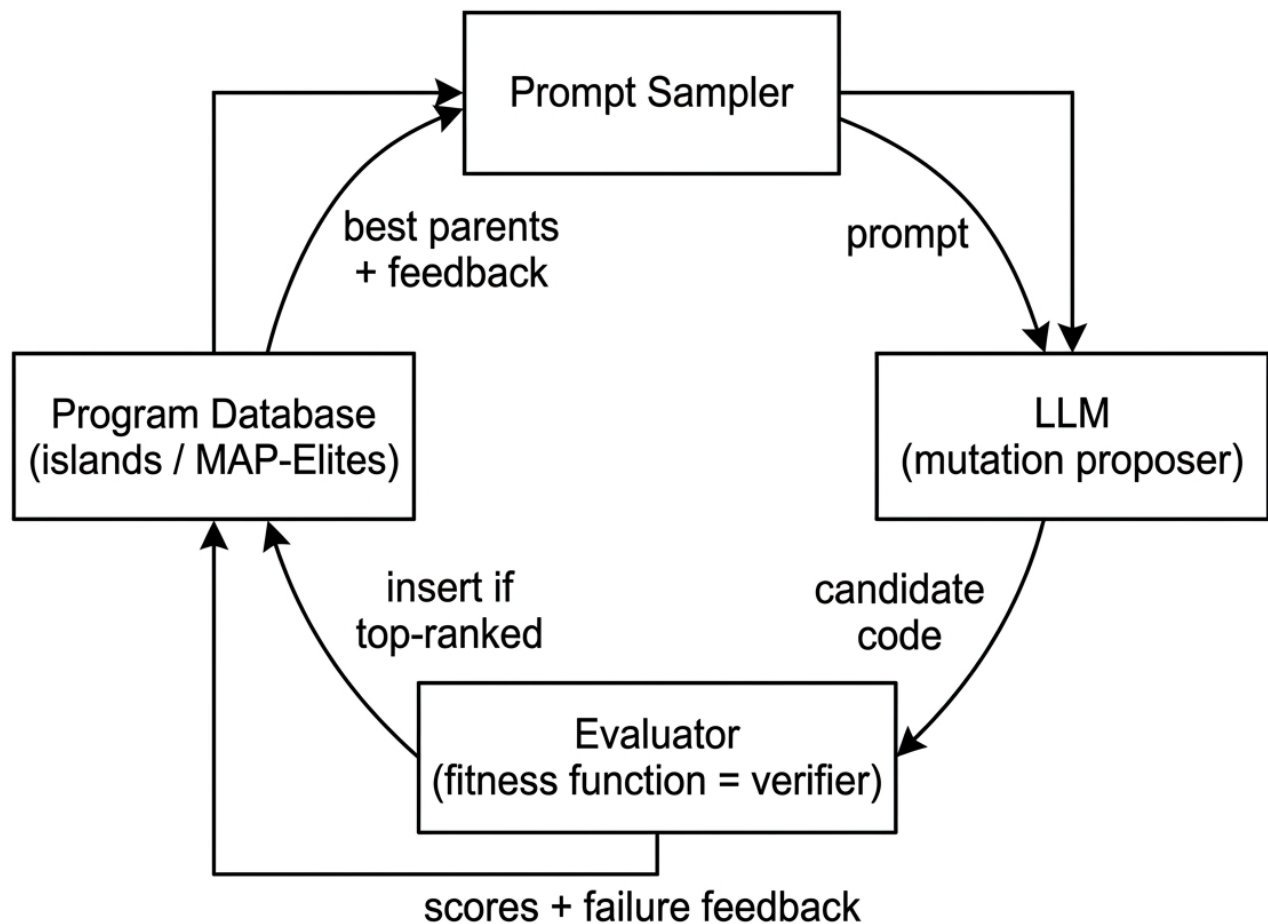 Prompt Sampler
best parents
+ feedback
prompt
Program Database
(islands / MAP-Elites)
LLM
(mutation proposer)
insert if
top-ranked
candidate
code
Evaluator
(fitness function = verifier)
scores + failure feedback